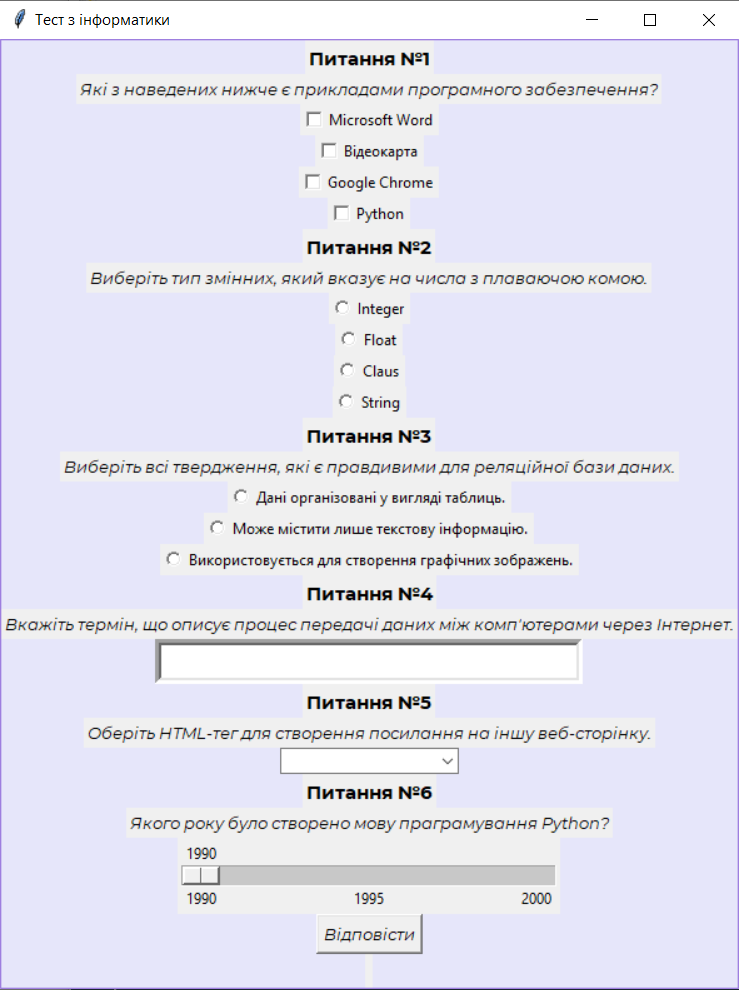 Тест з інформатики
Питання №1
Які з наведених нижче є прикладами програмного забезпечення?
Microsoft Word
Відеокарта
Google Chrome
Python
Питання №2
Виберіть тип змінних, який вказує на числа з плаваючою комою.
Integer
Float
Claus
String
Питання №3
Виберіть всі твердження, які є правдивими для реляційної бази даних.
Дані організовані у вигляді таблиць.
Може містити лише текстову інформацію.
Використовується для створення графічних зображень.
Питання №4
Вкажіть термін, що описує процес передачі даних між комп'ютерами через Інтернет.
Питання №5
Оберіть HTML-тег для створення посилання на іншу веб-сторінку.
Питання №6
Якого року було створено мову праграмування Python?
1990
1990 1995 2000
Відповісти